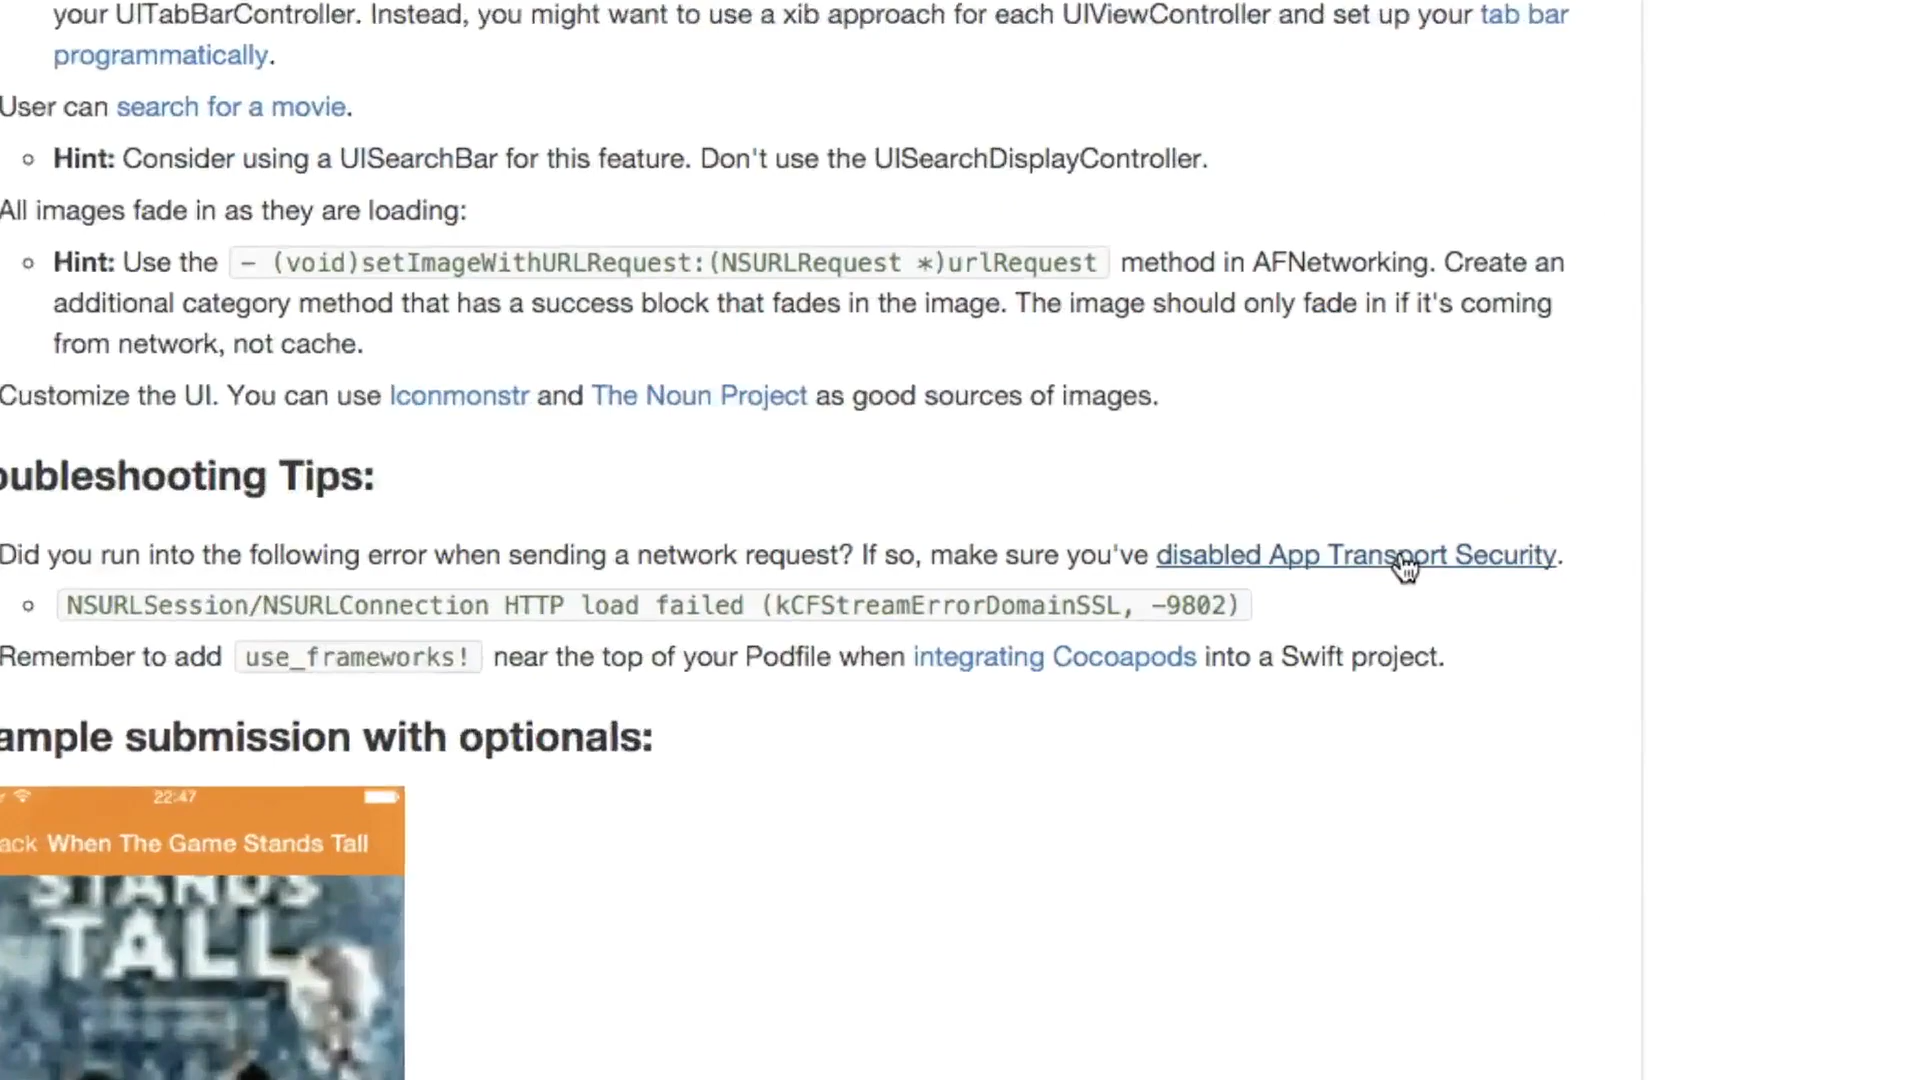 your UITabBarController. Instead, you might want to use a xib approach for each UIViewController and set up your tab bar
programmatically.
User can search for a movie.
Hint: Consider using a UISearchBar for this feature. Don't use the UISearchDisplayController.
All images fade in as they are loading:
Hint: Use the – (void)setImageWithURLRequest:(NSURLRequest *)urlRequest method in AFNetworking. Create an
additional category method that has a success block that fades in the image. The image should only fade in if it's coming
from network, not cache.
Customize the UI. You can use Iconmonstr and The Noun Project as good sources of images.
oubleshooting Tips:
Did you run into the following error when sending a network request? If so, make sure you've disabled App Transport Security.
NSURLSession/NSURLConnection HTTP load failed (kCFStreamErrorDomainSSL, –9802)
Remember to add use_frameworks! near the top of your Podfile when integrating Cocoapods into a Swift project.
ample submission with optionals:
22:47
ack When The Game Stands Tall
STANDS
TALL